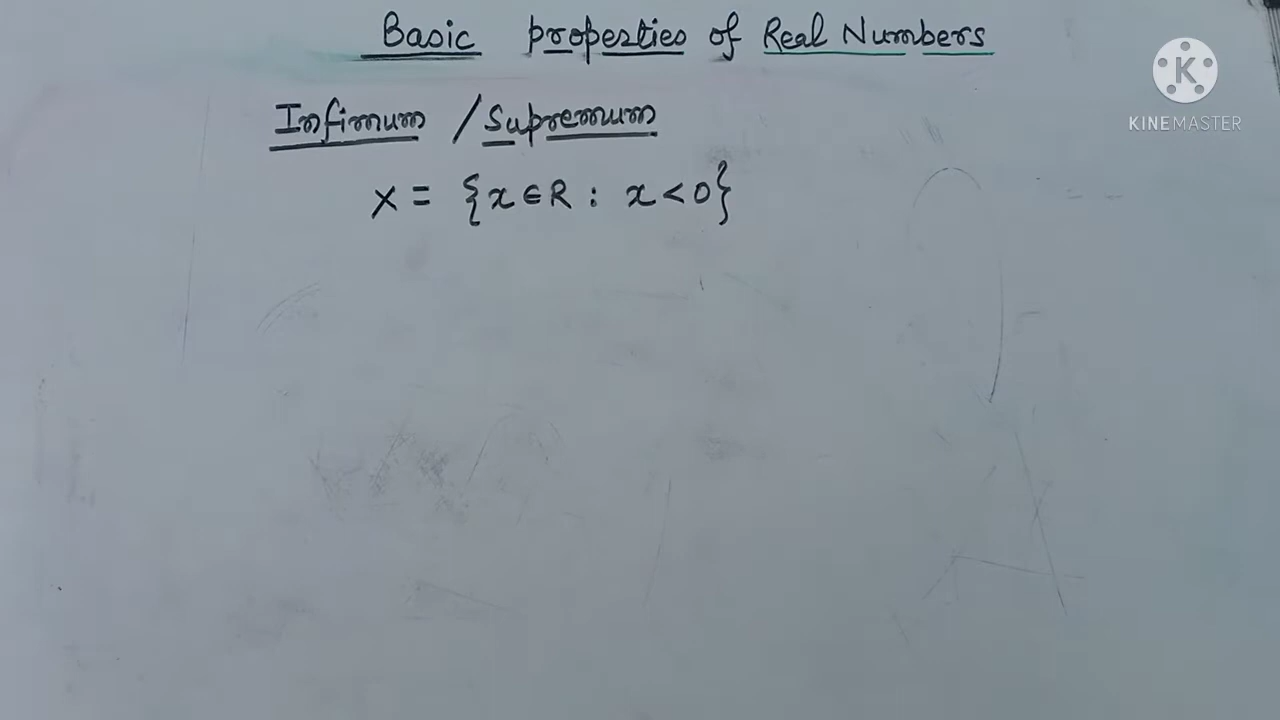 Basic properties of Real Numbers
K
KINEMASTER
Infimum / Supremum
X = {x ∈ R : x < 0}